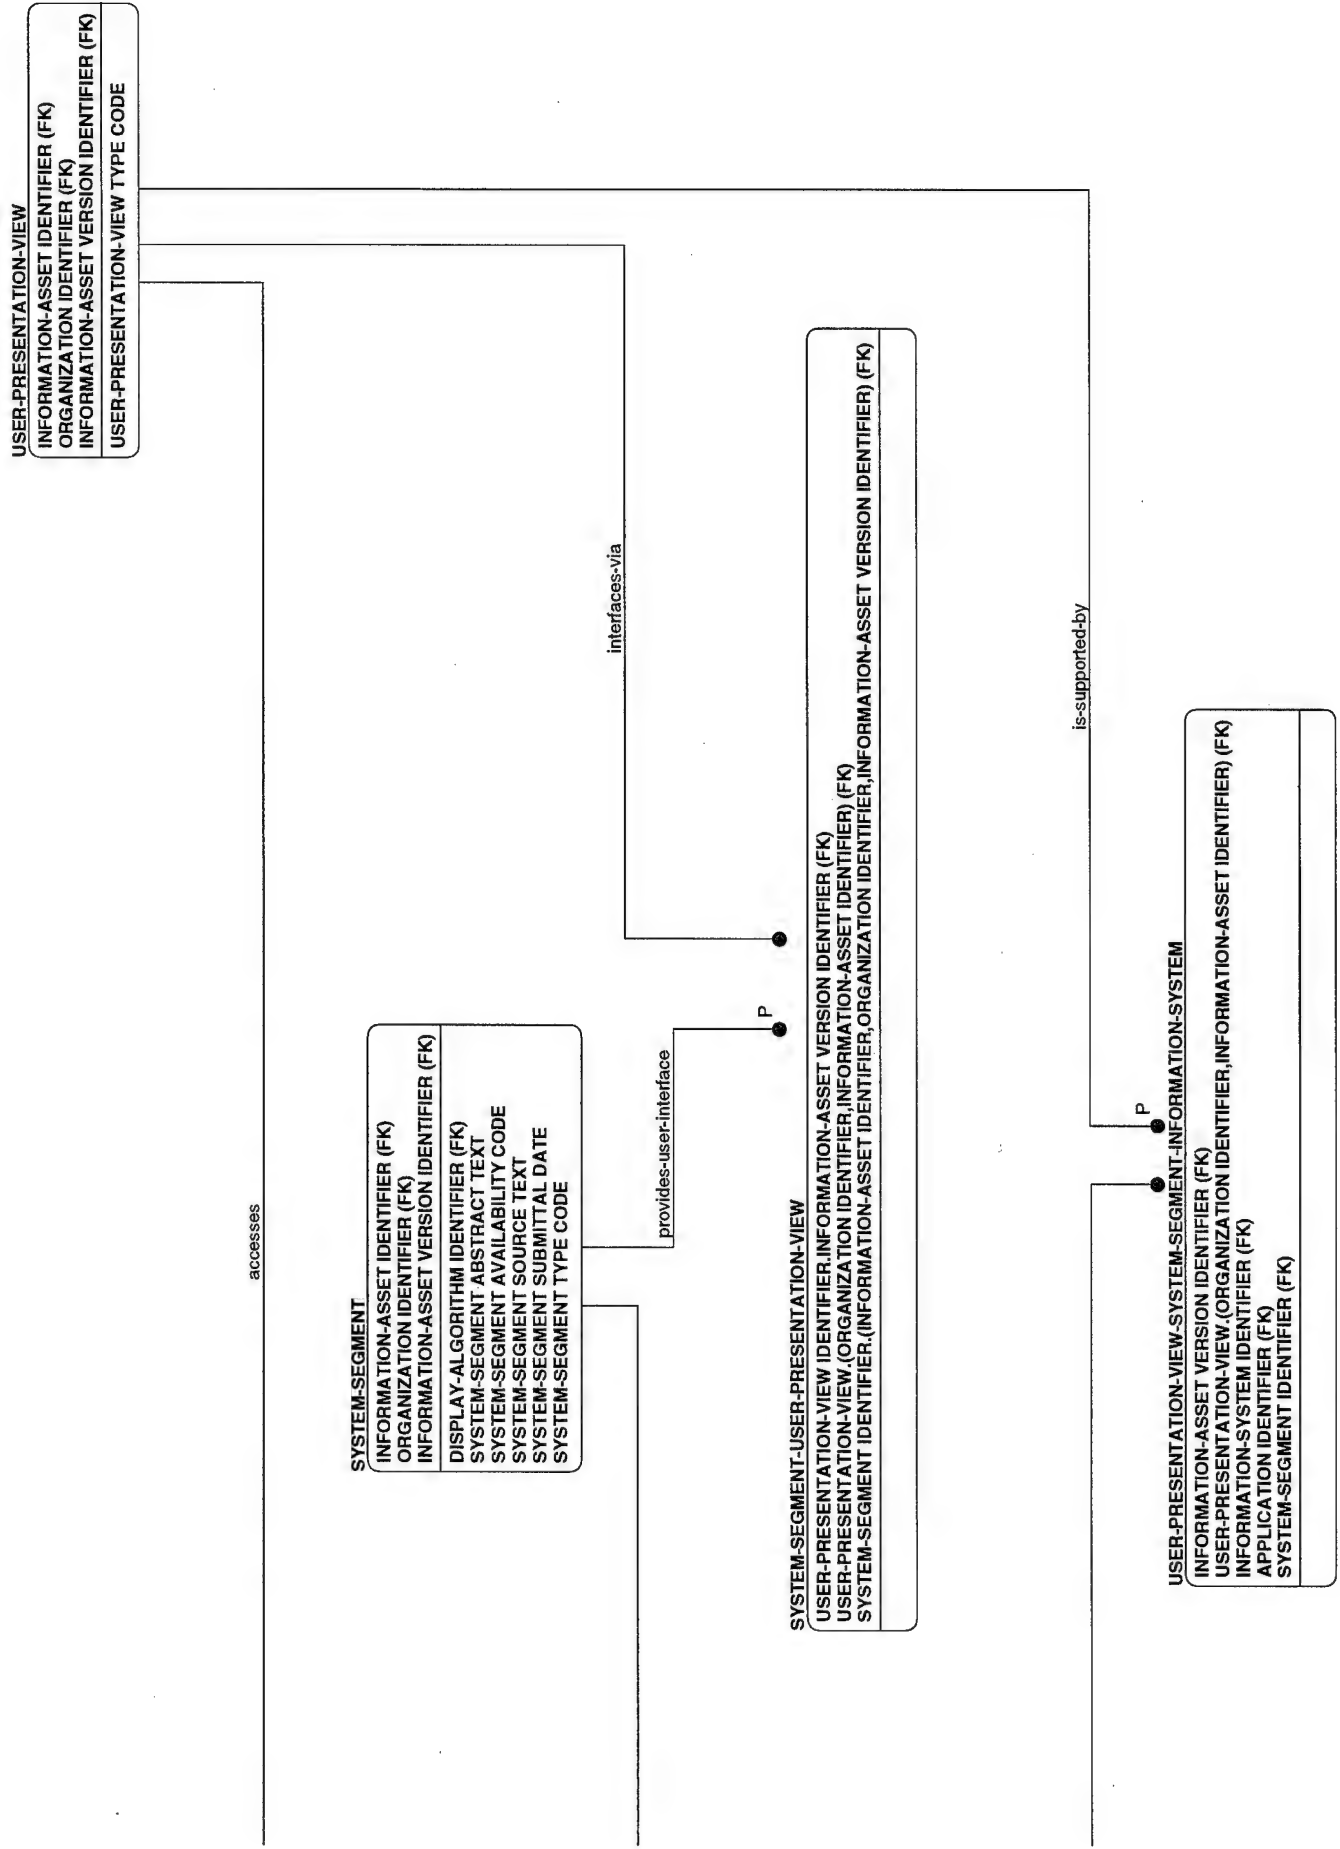 USER-PRESENTATION-VIEW
INFORMATION-ASSET IDENTIFIER (FK)
ORGANIZATION IDENTIFIER (FK)
INFORMATION-ASSET VERSION IDENTIFIER (FK)
USER-PRESENTATION-VIEW TYPE CODE
accesses
SYSTEM-SEGMENT
INFORMATION-ASSET IDENTIFIER (FK)
ORGANIZATION IDENTIFIER (FK)
INFORMATION-ASSET VERSION IDENTIFIER (FK)
DISPLAY-ALGORITHM IDENTIFIER (FK)
SYSTEM-SEGMENT ABSTRACT TEXT
SYSTEM-SEGMENT AVAILABILITY CODE
SYSTEM-SEGMENT SOURCE TEXT
SYSTEM-SEGMENT SUBMITTAL DATE
SYSTEM-SEGMENT TYPE CODE
interfaces-via
provides-user-interface
P
SYSTEM-SEGMENT-USER-PRESENTATION-VIEW
USER-PRESENTATION-VIEW IDENTIFIER.INFORMATION-ASSET VERSION IDENTIFIER (FK)
USER-PRESENTATION-VIEW.(ORGANIZATION IDENTIFIER,INFORMATION-ASSET IDENTIFIER) (FK)
SYSTEM-SEGMENT IDENTIFIER.(INFORMATION-ASSET IDENTIFIER,ORGANIZATION IDENTIFIER,INFORMATION-ASSET VERSION IDENTIFIER) (FK)
is-supported-by
P
USER-PRESENTATION-VIEW-SYSTEM-SEGMENT-INFORMATION-SYSTEM
INFORMATION-ASSET VERSION IDENTIFIER (FK)
USER-PRESENTATION-VIEW.(ORGANIZATION IDENTIFIER,INFORMATION-ASSET IDENTIFIER) (FK)
INFORMATION-SYSTEM IDENTIFIER (FK)
APPLICATION IDENTIFIER (FK)
SYSTEM-SEGMENT IDENTIFIER (FK)